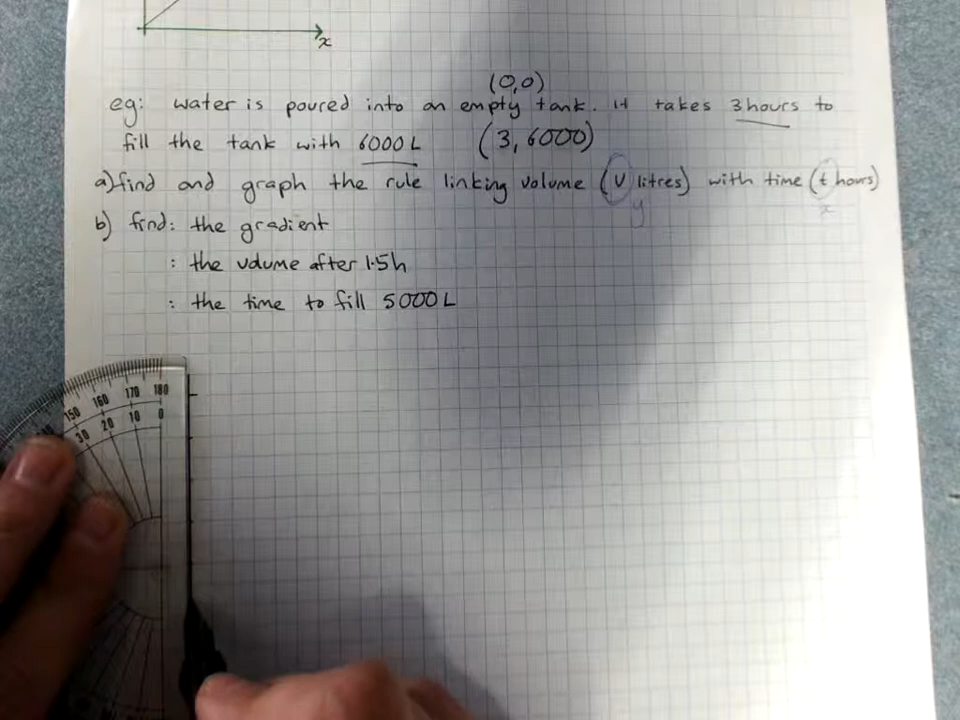 x
(0,0)
eg: water is poured into an empty tank. It takes 3 hours to
fill the tank with 6000 L (3, 6000)
a) find and graph the rule linking volume (V litres) with time (t hours)
y x
b) find: the gradient
: the volume after 1.5h
: the time to fill 5000 L
150 160 170 180
30 20 10 0